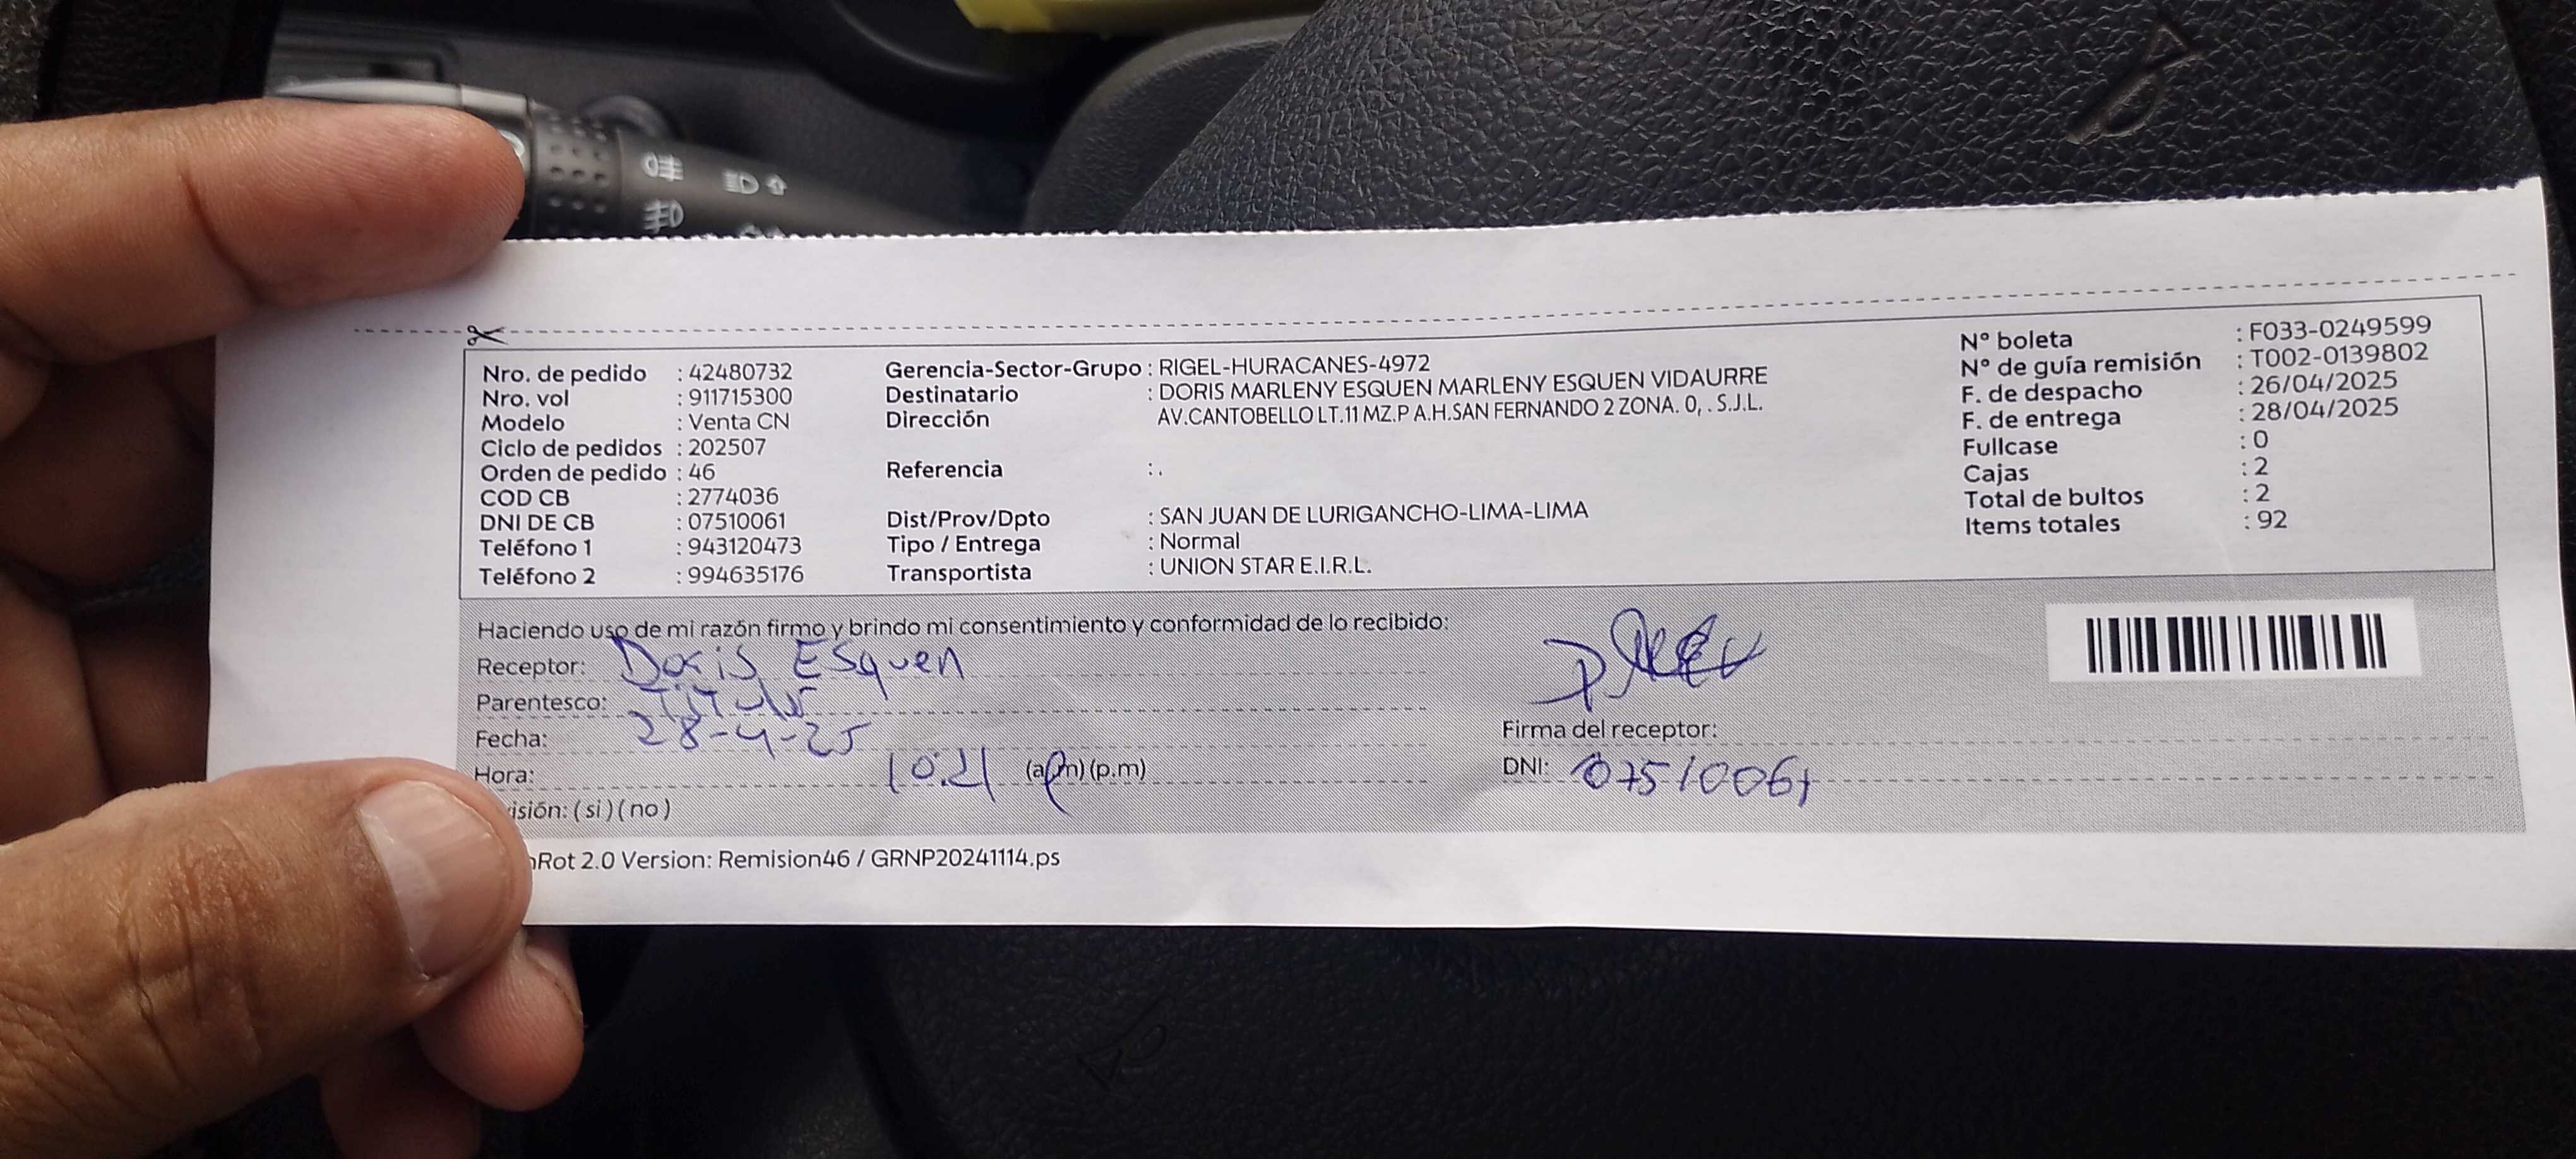 Nro. de pedido : 42480732
Nro. vol : 911715300
Modelo : Venta CN
Ciclo de pedidos : 202507
Orden de pedido : 46
COD CB : 2774036
DNI DE CB : 07510061
Teléfono 1 : 943120473
Teléfono 2 : 994635176
Gerencia-Sector-Grupo : RIGEL-HURACANES-4972
Destinatario : DORIS MARLENY ESQUEN MARLENY ESQUEN VIDAURRE
Dirección AV.CANTOBELLO LT.11 MZ.P A.H.SAN FERNANDO 2 ZONA. 0, . S.J.L.
Referencia : .
Dist/Prov/Dpto : SAN JUAN DE LURIGANCHO-LIMA-LIMA
Tipo / Entrega : Normal
Transportista : UNION STAR E.I.R.L.
N° boleta : F033-0249599
N° de guía remisión : T002-0139802
F. de despacho : 26/04/2025
F. de entrega : 28/04/2025
Fullcase : 0
Cajas : 2
Total de bultos : 2
Items totales : 92
Haciendo uso de mi razón firmo y brindo mi consentimiento y conformidad de lo recibido:
Receptor: Doris Esquen
Parentesco: Titular
Fecha: 28-4-25
Hora: 10:21 (a.m) (p.m)
isión: ( si ) ( no )
Firma del receptor:
DNI: 07510061
nRot 2.0 Version: Remision46 / GRNP20241114.ps